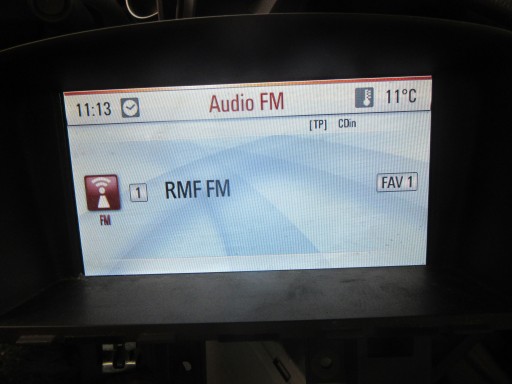 11:13 Audio FM 11°C
[TP] CDin
1 RMF FM FAV 1
FM